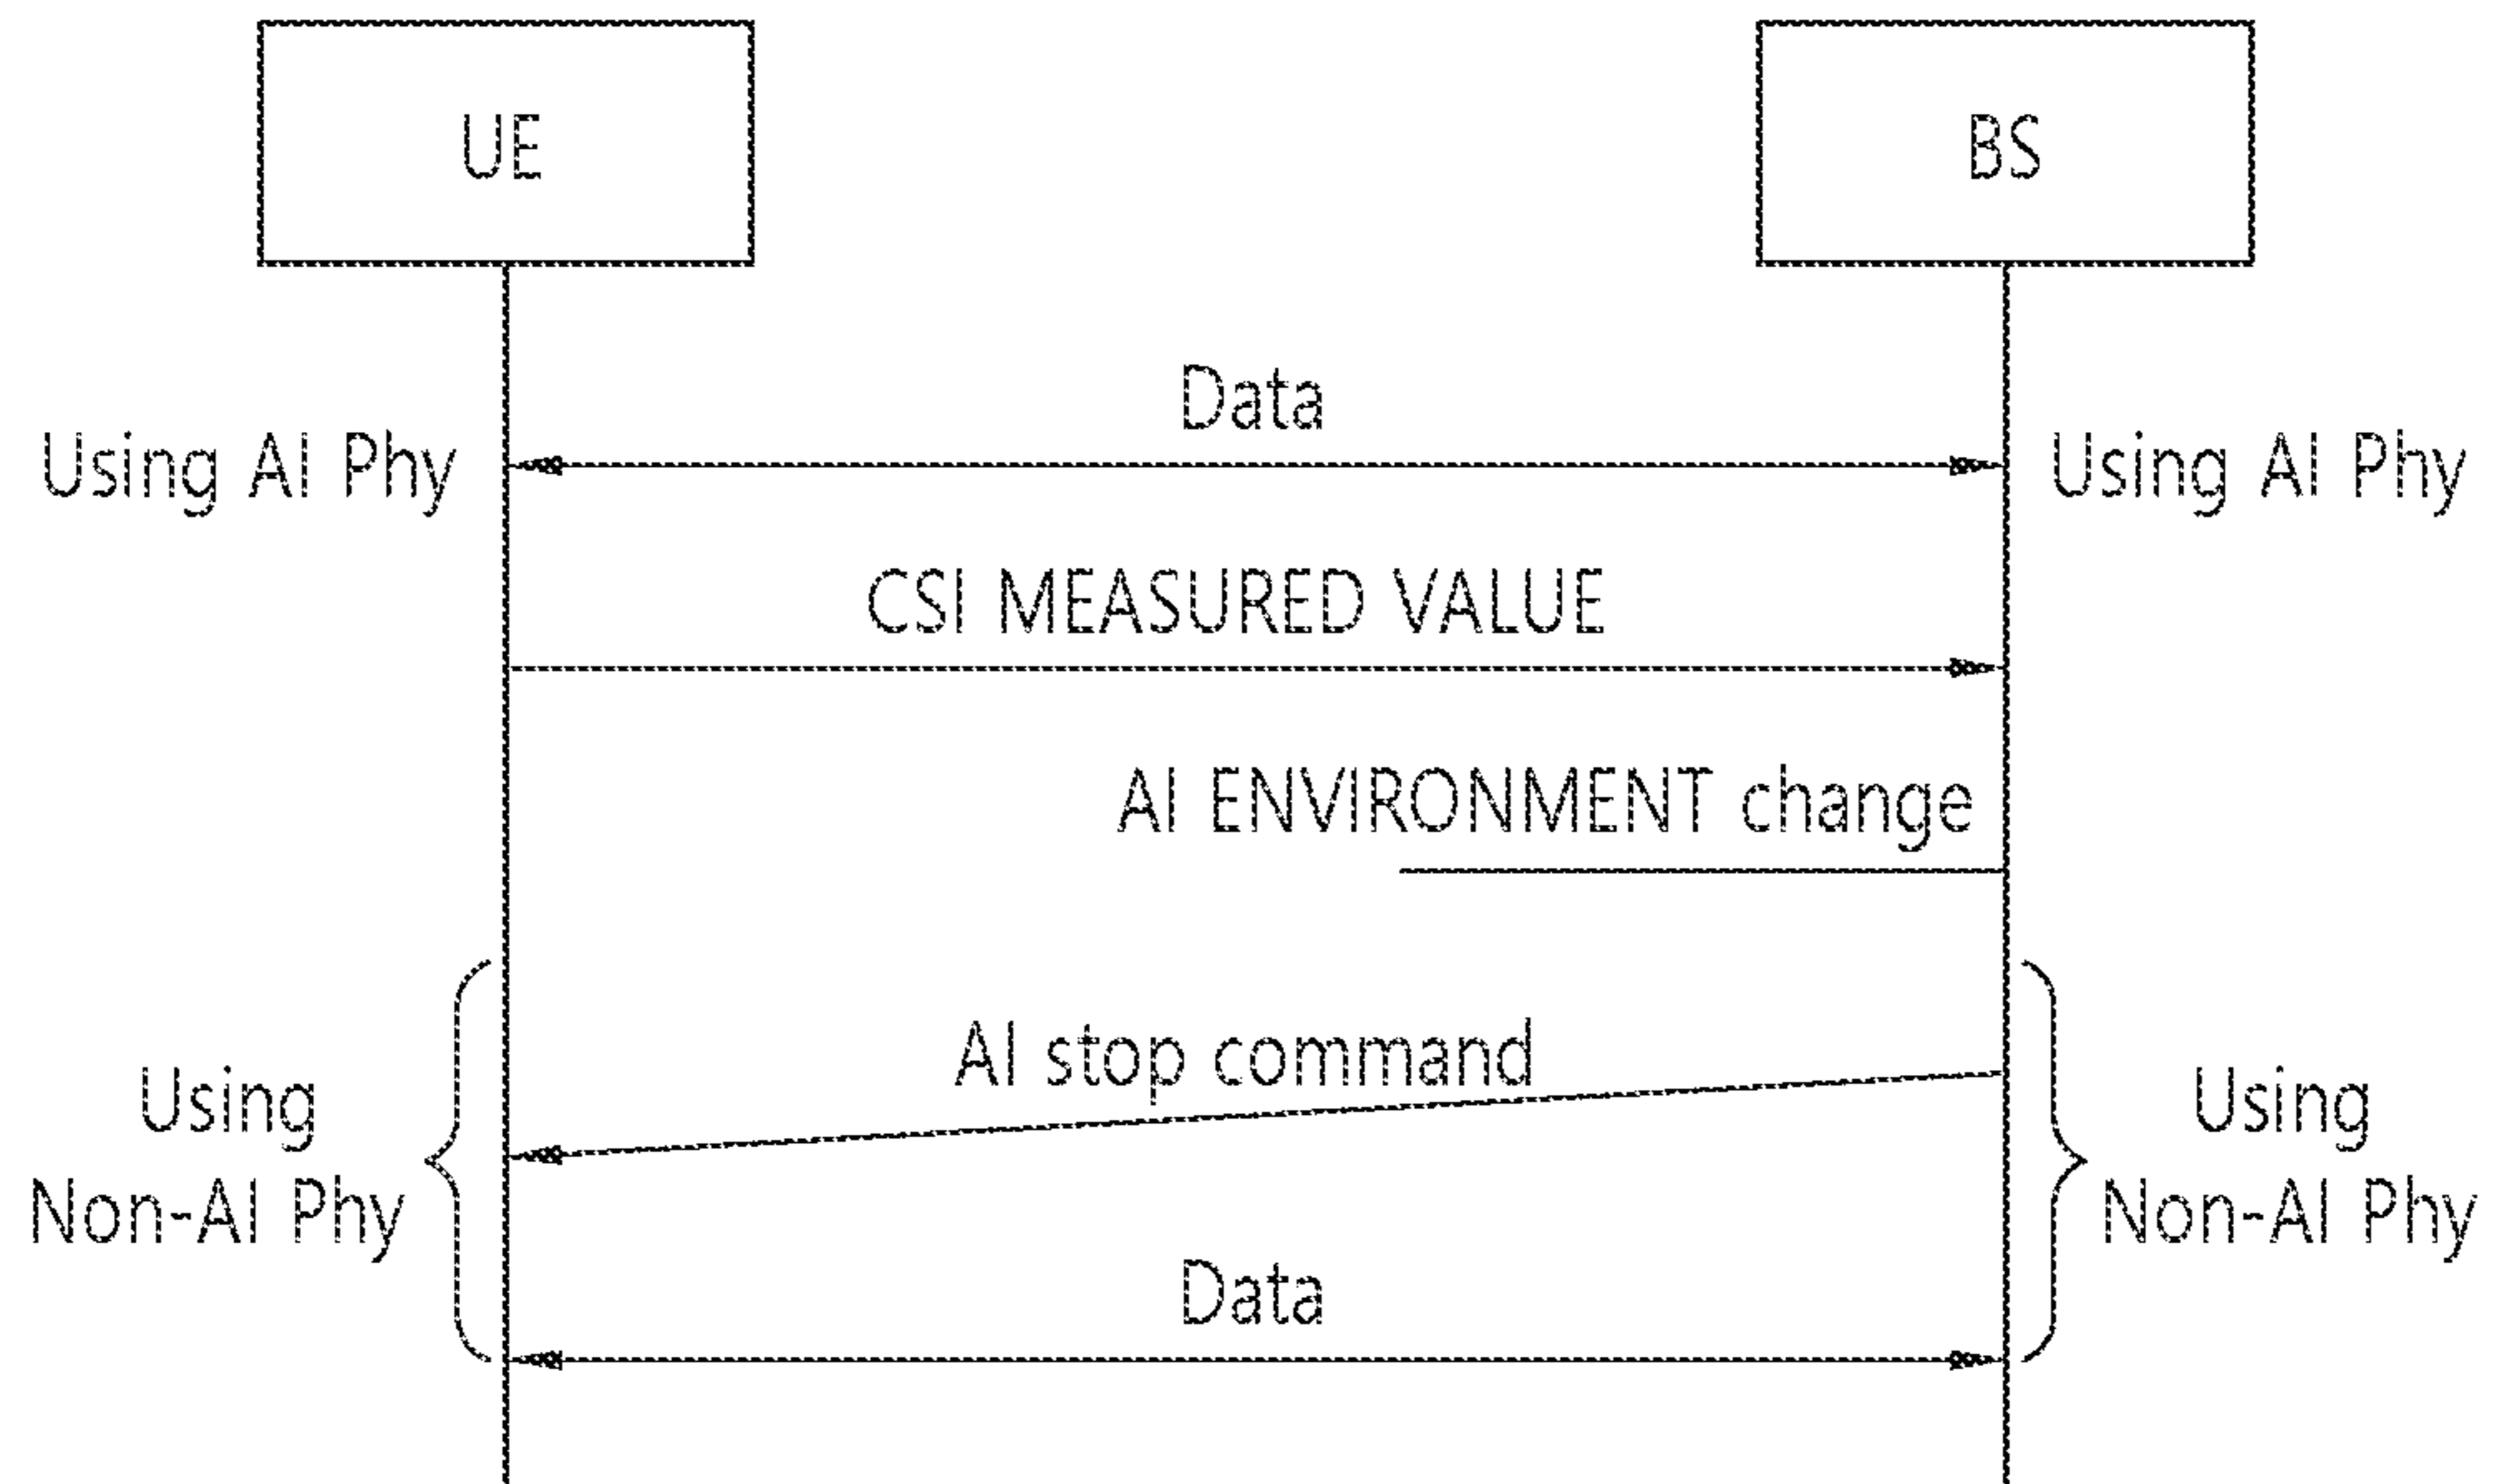 UE
BS
Data
Using AI Phy
Using AI Phy
CSI MEASURED VALUE
AI ENVIRONMENT change
AI stop command
Using
Non-AI Phy
Using
Non-AI Phy
Data